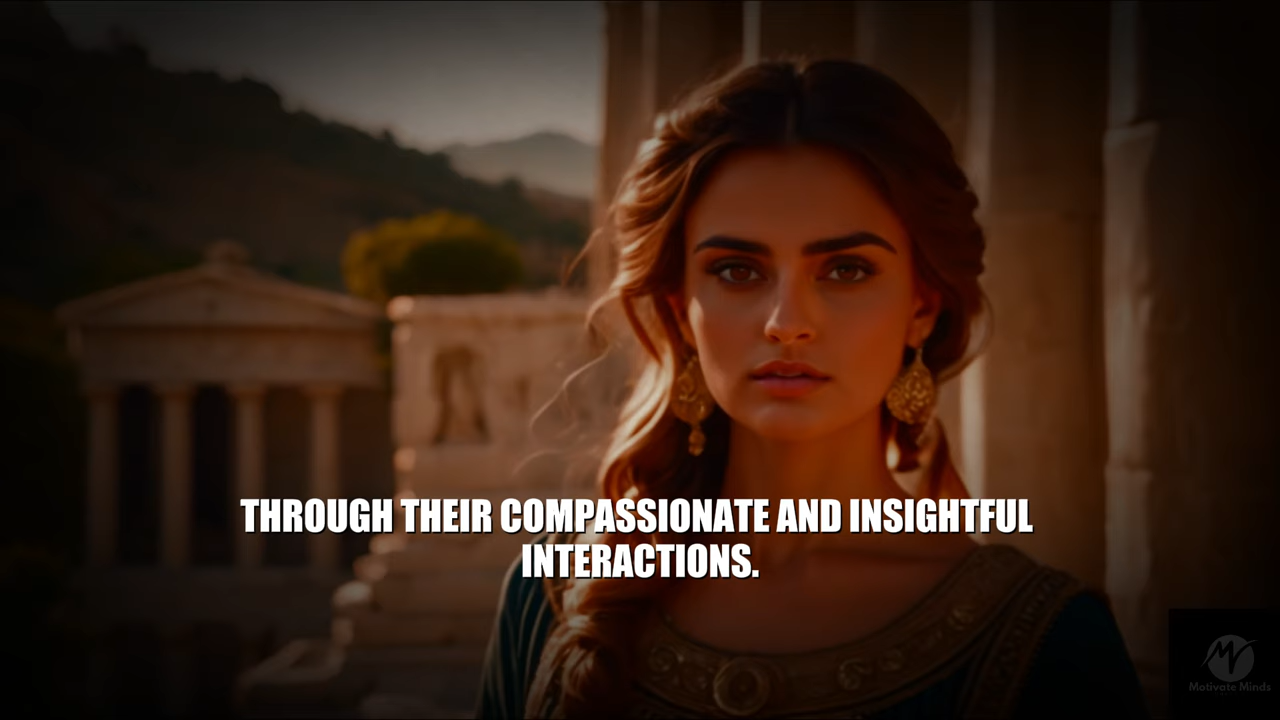 THROUGH THEIR COMPASSIONATE AND INSIGHTFUL
INTERACTIONS.
Motivate Minds